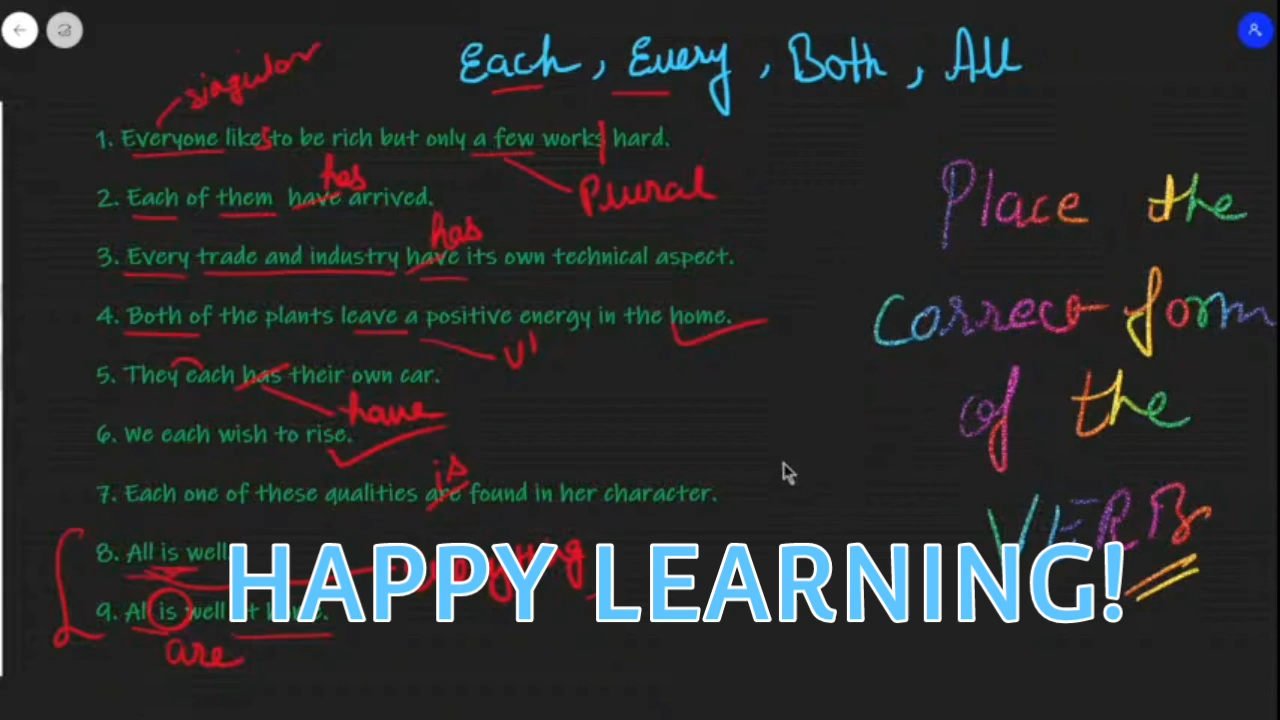 Each, Every, Both, All
singular
1. Everyone likes to be rich but only a few works hard.
has
Plural
2. Each of them have arrived.
has
3. Every trade and industry have its own technical aspect.
4. Both of the plants leave a positive energy in the home.
V1
5. They each has their own car.
have
6. We each wish to rise.
is
7. Each one of these qualities are found in her character.
8. All is well
9. All is well
are
Place the
correct form
of the
VERB
HAPPY LEARNING!